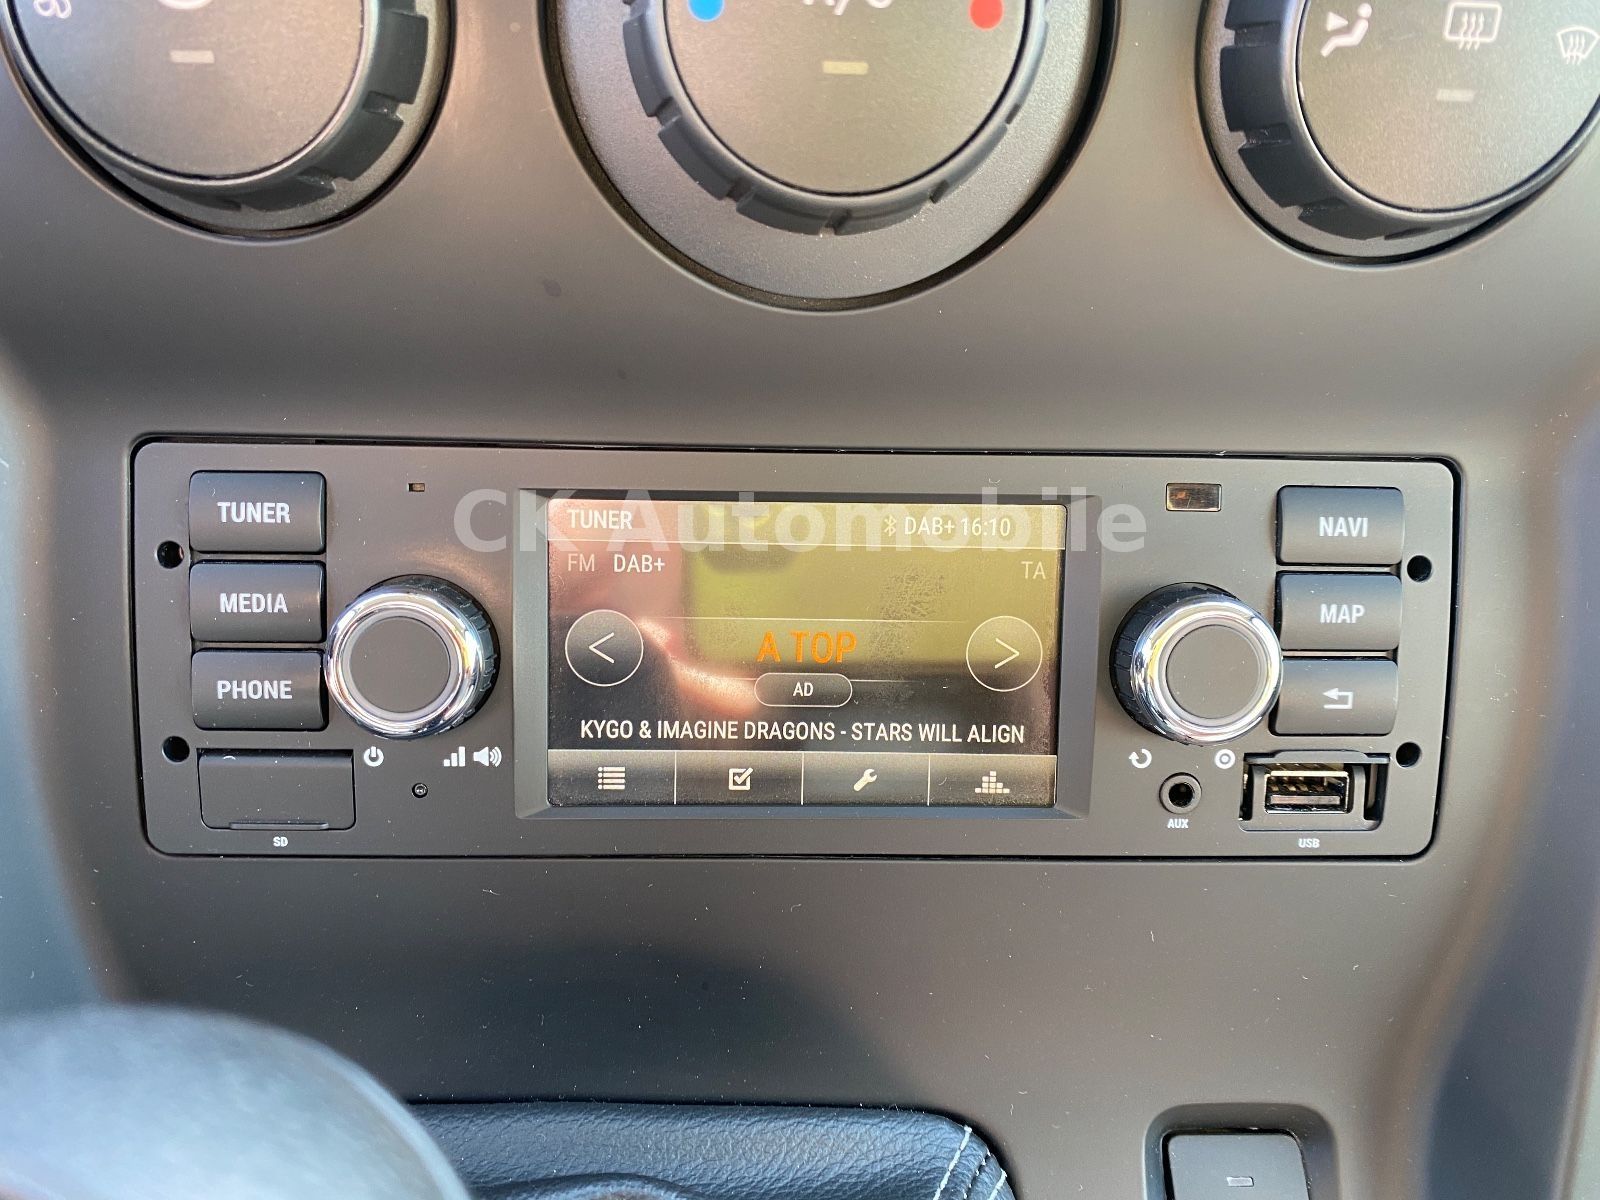 TUNER
MEDIA
PHONE
SD
CK Automobile
TUNER DAB+ 16:10
FM DAB+ TA
< >
A TOP
AD
KYGO & IMAGINE DRAGONS - STARS WILL ALIGN
NAVI
MAP
AUX
USB